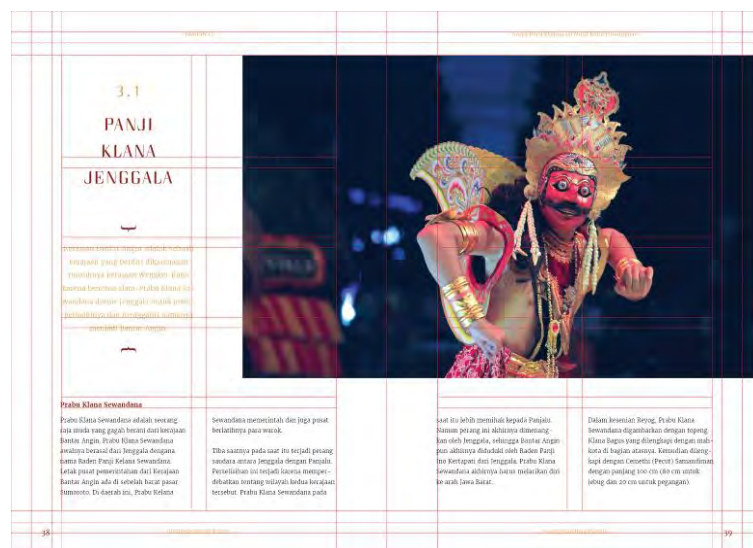 3.1
PANJI
KLANA
JENGGALA
Prabu Klana Sewandana
Prabu Klana Sewandana adalah seorang
raja muda yang gagah berani dari kerajaan
Bantar Angin. Prabu Klana Sewandana
awalnya berasal dari Jenggala dengana
nama Raden Panji Kelana Sewandana.
Letak pusat pemerintahan dari Kerajaan
Bantar Angin ada di sebelah barat pasar
Sumoroto. Di daerah ini, Prabu Kelana
Sewandana memerintah dan juga pusat
berlatihnya para warok.
Tiba saatnya pada saat itu terjadi perang
saudara antara Jenggala dengan Panjalu.
Perselisihan ini terjadi karena memper-
debatkan tentang wilayah kedua kerajaan
tersebut. Prabu Klana Sewandana pada
saat itu lebih memihak kepada Panjalu.
Namun perang ini akhirnya dimenang-
kan oleh Jenggala, sehingga Bantar Angin
pun akhirnya diduduki oleh Raden Panji
Ine Kertapati dari Jenggala. Prabu Klana
Sewandana akhirnya harus melarikan diri
ke arah Jawa Barat.
Dalam kesenian Reyog, Prabu Klana
Sewandana digambarkan dengan topeng
Klana Bagus yang dilengkapi dengan mah-
kota di bagian atasnya. Kemudian dileng-
kapi dengan Cemethi (Pecut) Samandiman
dengan panjang 100 cm (80 cm untuk
jebug dan 20 cm untuk pegangan)
38
39